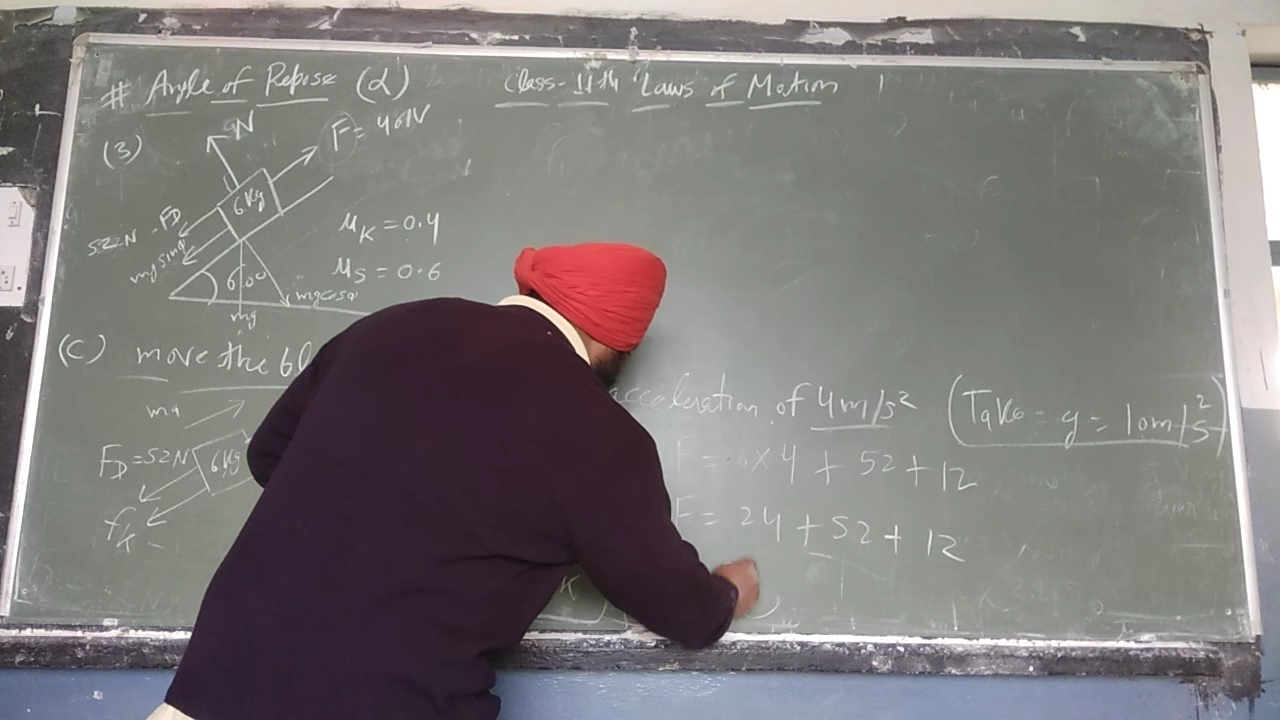 # Angle of Repose (α)
Class-11th Laws of Motion
(3)
N
F = 46N
6kg
52N FD
mg sinθ
60°
mg cosθ
mg
μK = 0.4
μS = 0.6
(C) move the
acceleration of 4m/s² (Take g = 10m/s²)
ma
FD = 52N
6kg
fK
F = 6×4 + 52 + 12
F = 24 + 52 + 12
K